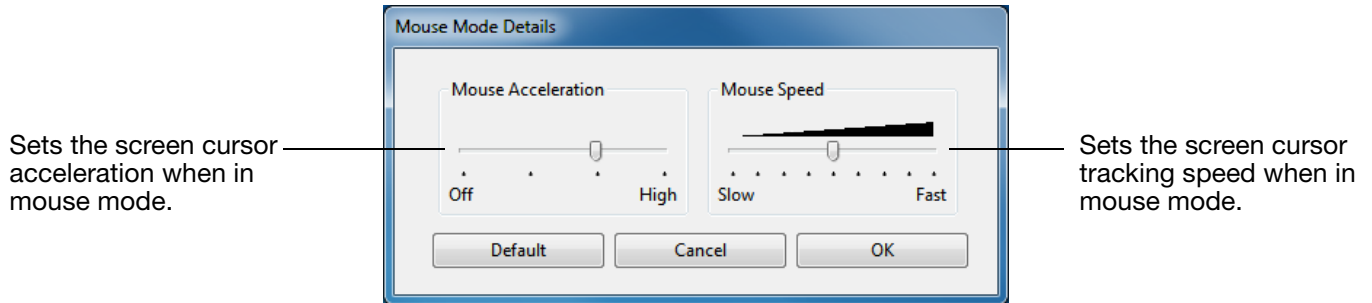 Mouse Mode Details
Mouse Acceleration
Mouse Speed
Off
High
Slow
Fast
Default
Cancel
OK
Sets the screen cursor
acceleration when in
mouse mode.
Sets the screen cursor
tracking speed when in
mouse mode.